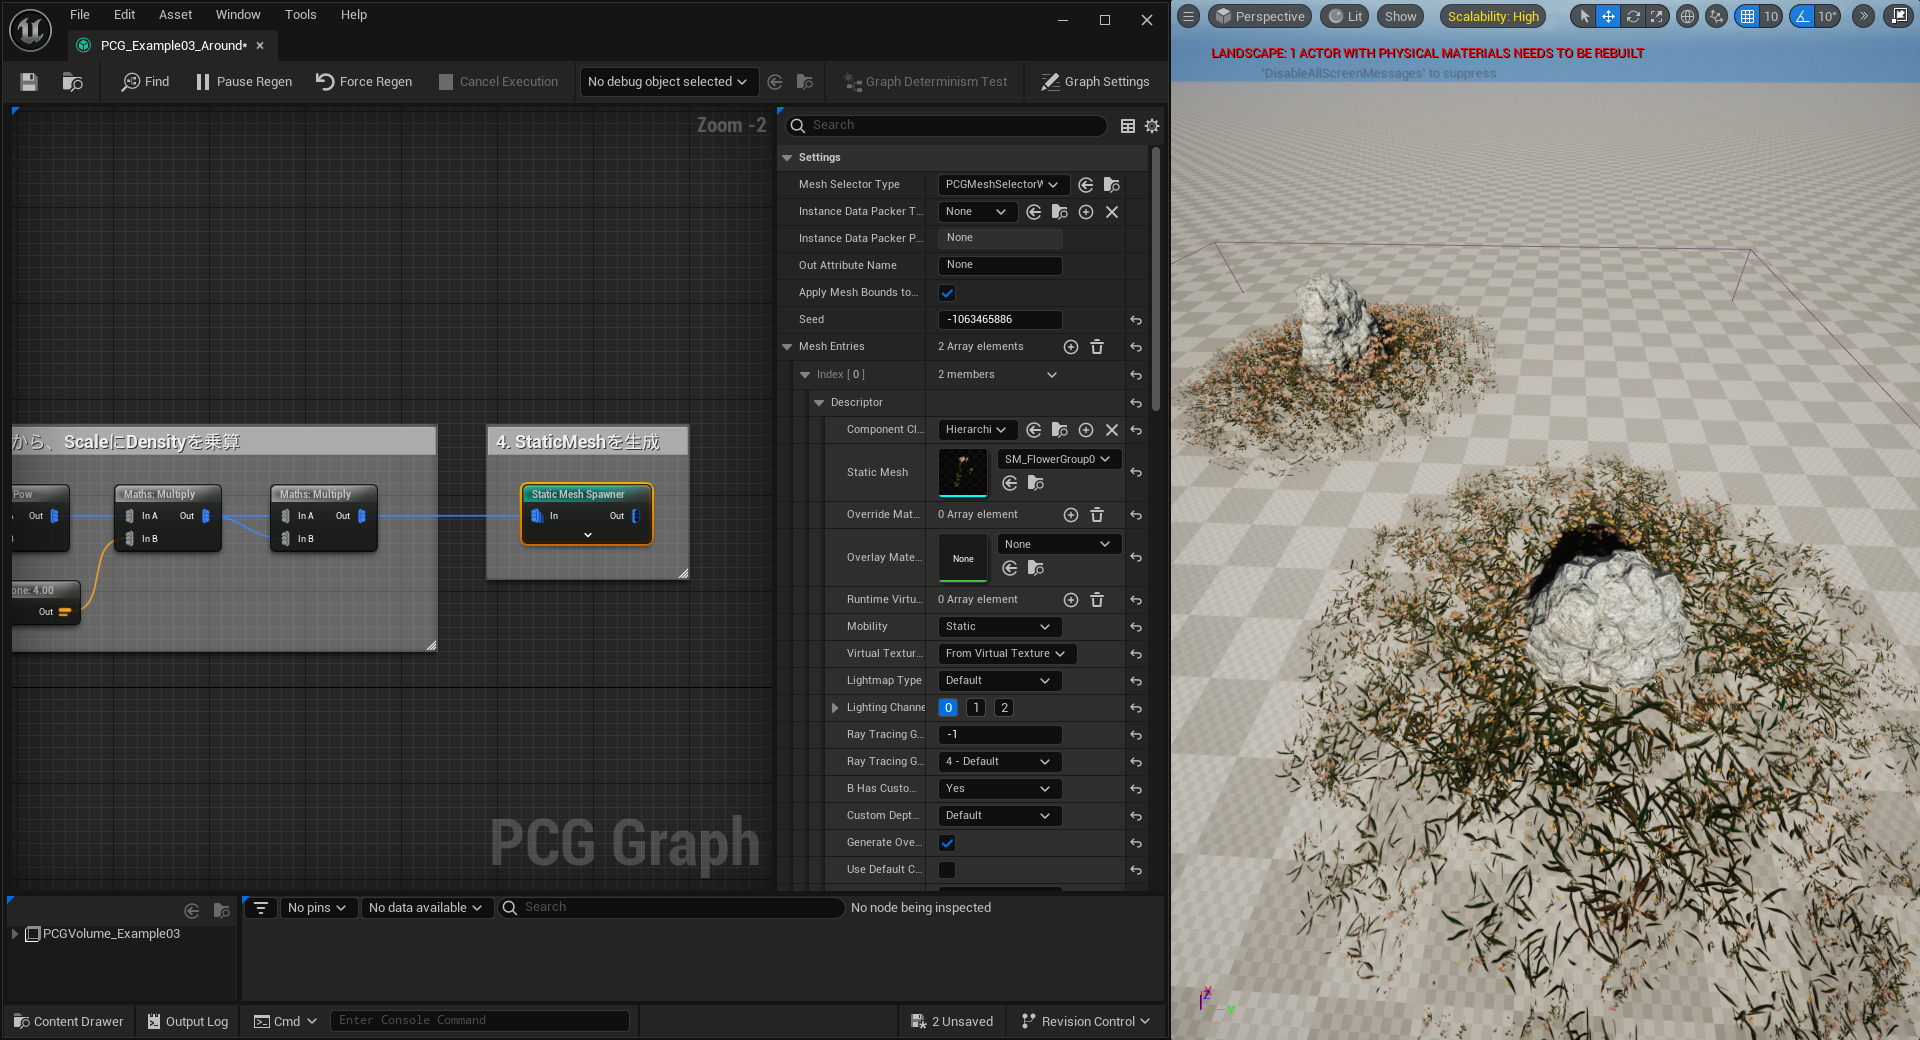 File Edit Asset Window Tools Help
PCG_Example03_Around*
Find Pause Regen Force Regen Cancel Execution No debug object selected Graph Determinism Test Graph Settings
Zoom -2
から、ScaleにDensityを乗算
Pow
Out
Maths: Multiply
In A Out
In B
Maths: Multiply
In A Out
In B
one: 4.00
Out
4. StaticMeshを生成
Static Mesh Spawner
In Out
PCG Graph
Search
Settings
Mesh Selector Type PCGMeshSelectorW
Instance Data Packer T... None
Instance Data Packer P... None
Out Attribute Name None
Apply Mesh Bounds to...
Seed -1063465886
Mesh Entries 2 Array elements
Index [ 0 ] 2 members
Descriptor
Component Cl... Hierarchi
Static Mesh SM_FlowerGroup0
Override Mat... 0 Array element
Overlay Mate... None None
Runtime Virtu... 0 Array element
Mobility Static
Virtual Textur... From Virtual Texture
Lightmap Type Default
Lighting Channe 0 1 2
Ray Tracing G... -1
Ray Tracing G... 4 - Default
B Has Custo... Yes
Custom Dept... Default
Generate Ove...
Use Default C...
PCGVolume_Example03
No pins No data available Search No node being inspected
Content Drawer Output Log Cmd Enter Console Command 2 Unsaved Revision Control
Perspective Lit Show Scalability: High 10 10°
LANDSCAPE: 1 ACTOR WITH PHYSICAL MATERIALS NEEDS TO BE REBUILT
'DisableAllScreenMessages' to suppress
X
Z
Y